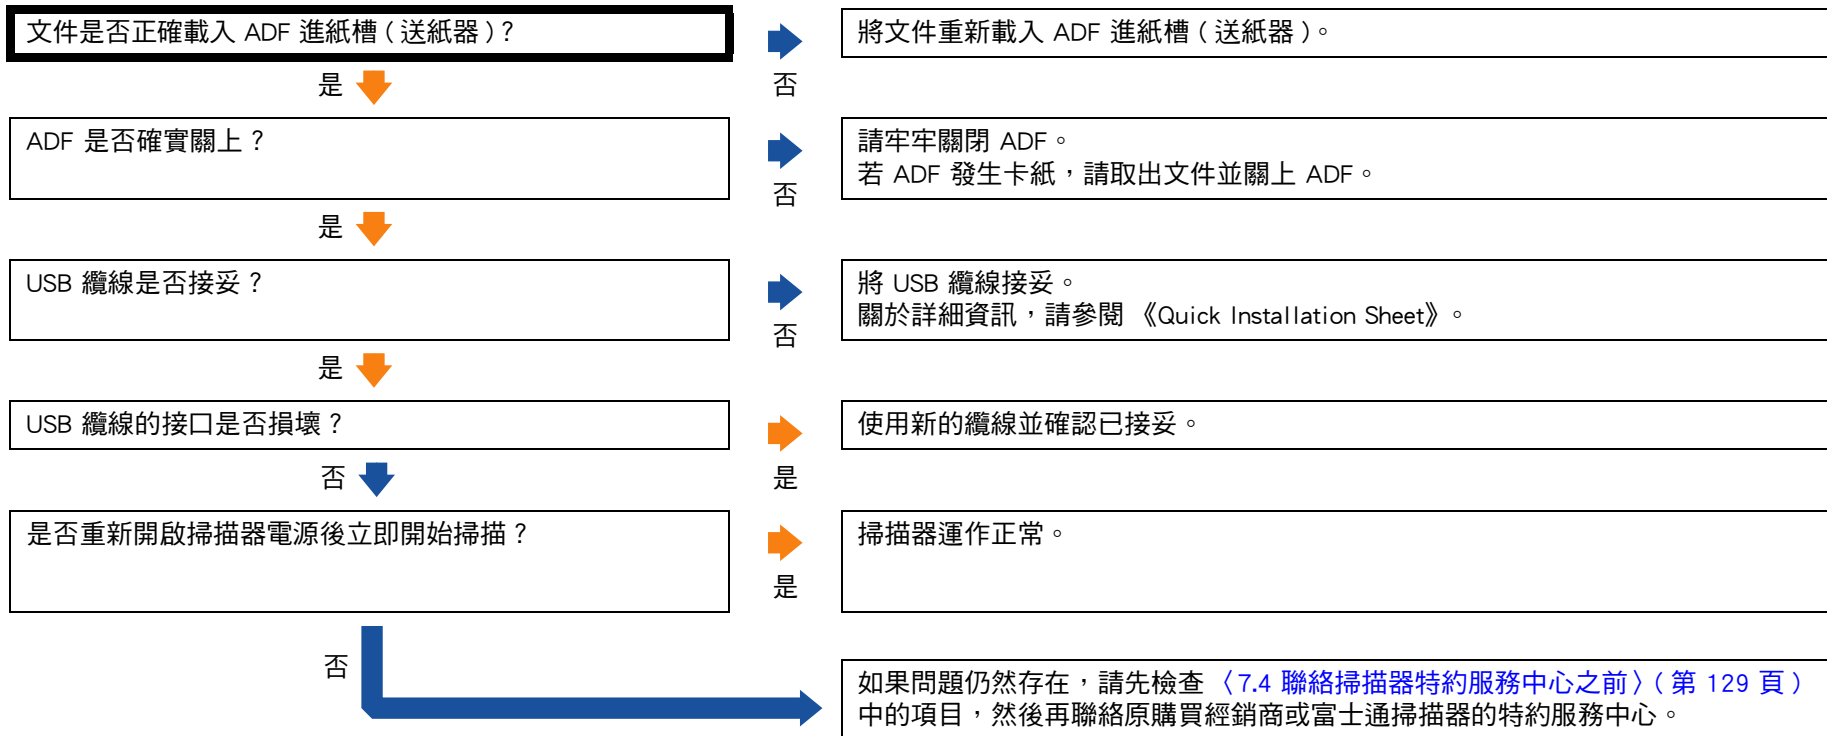 文件是否正確載入 ADF 進紙槽 ( 送紙器 ) ?
將文件重新載入 ADF 進紙槽 ( 送紙器 )。
是
否
ADF 是否確實關上？
請牢牢關閉 ADF。
若 ADF 發生卡紙，請取出文件並關上 ADF。
否
是
USB 纜線是否接妥？
將 USB 纜線接妥。
關於詳細資訊，請參閱 《Quick Installation Sheet》。
否
是
USB 纜線的接口是否損壞？
使用新的纜線並確認已接妥。
否
是
是否重新開啟掃描器電源後立即開始掃描？
掃描器運作正常。
是
否
如果問題仍然存在，請先檢查 〈7.4 聯絡掃描器特約服務中心之前〉( 第 129 頁 )
中的項目，然後再聯絡原購買經銷商或富士通掃描器的特約服務中心。